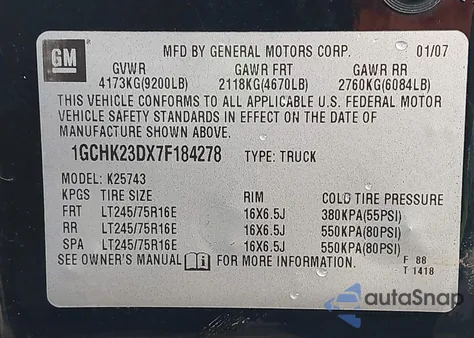 GM
MFD BY GENERAL MOTORS CORP. 01/07
GVWR GAWR FRT GAWR RR
4173KG(9200LB) 2118KG(4670LB) 2760KG(6084LB)
THIS VEHICLE CONFORMS TO ALL APPLICABLE U.S. FEDERAL MOTOR
VEHICLE SAFETY STANDARDS IN EFFECT ON THE DATE OF
MANUFACTURE SHOWN ABOVE.
1GCHK23DX7F184278 TYPE: TRUCK
MODEL: K25743
KPGS TIRE SIZE RIM COLD TIRE PRESSURE
FRT LT245/75R16E 16X6.5J 380KPA(55PSI)
RR LT245/75R16E 16X6.5J 550KPA(80PSI)
SPA LT245/75R16E 16X6.5J 550KPA(80PSI)
SEE OWNER'S MANUAL i FOR MORE INFORMATION. F 88
T 1418
autoSnap